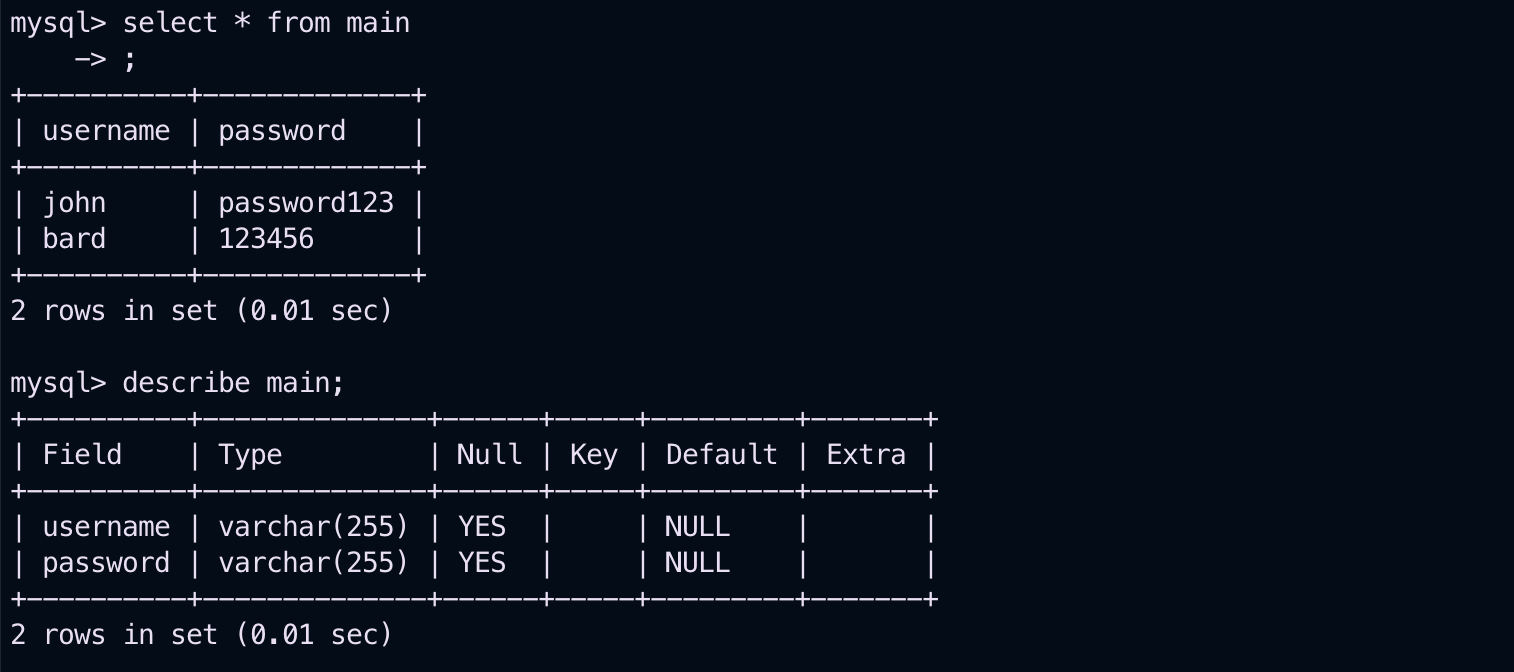 mysql> select * from main
    -> ;
+----------+-------------+
| username | password    |
+----------+-------------+
| john     | password123 |
| bard     | 123456      |
+----------+-------------+
2 rows in set (0.01 sec)

mysql> describe main;
+----------+--------------+------+-----+---------+-------+
| Field    | Type         | Null | Key | Default | Extra |
+----------+--------------+------+-----+---------+-------+
| username | varchar(255) | YES  |     | NULL    |       |
| password | varchar(255) | YES  |     | NULL    |       |
+----------+--------------+------+-----+---------+-------+
2 rows in set (0.01 sec)